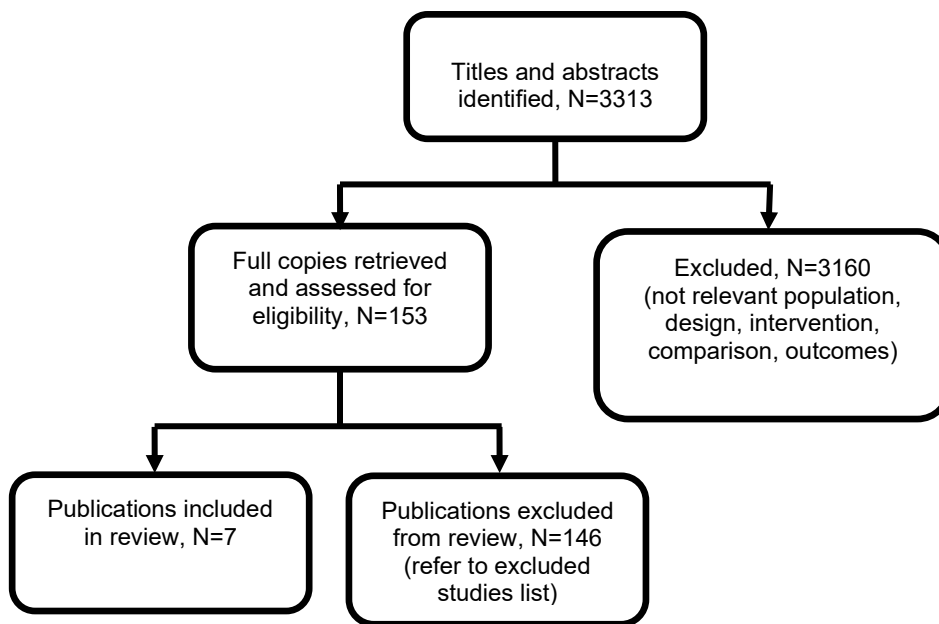 Titles and abstracts
identified, N=3313
Full copies retrieved
and assessed for
eligibility, N=153
Excluded, N=3160
(not relevant population,
design, intervention,
comparison, outcomes)
Publications included
in review, N=7
Publications excluded
from review, N=146
(refer to excluded
studies list)